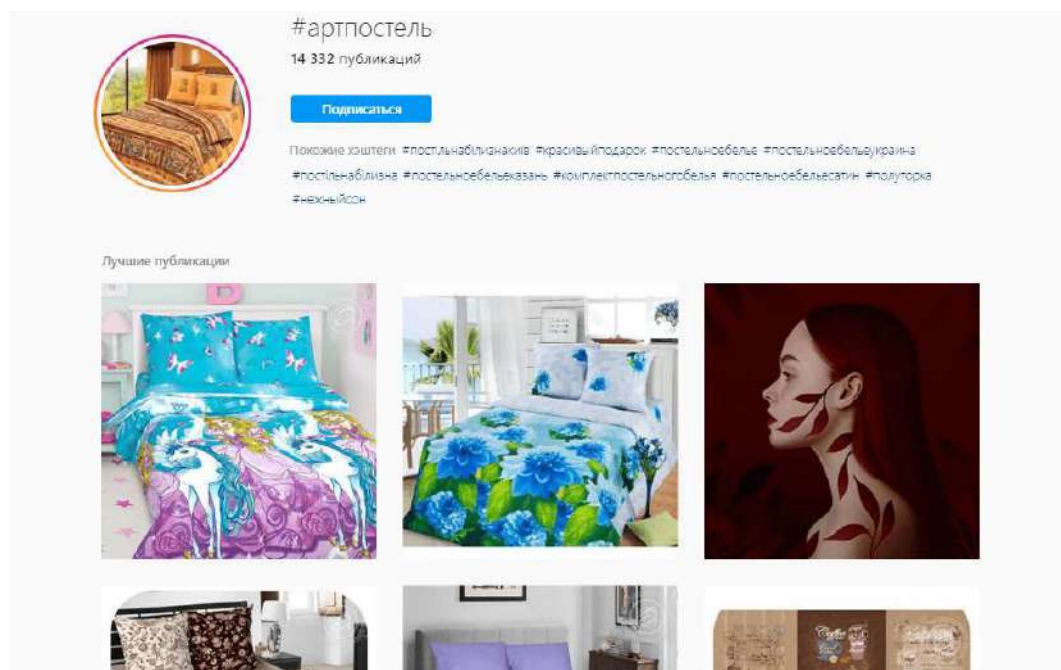 #артпостель
14 332 публикаций
Подписаться
Похожие хэштеги #постільнабілизнакиїв #красивыйподарок #постельноебелье #постельноебельеукраина
#постільнабілизна #постельноебельеказань #комплектпостельногобелья #постельноебельесатин #полуторка
#нежныйсон
Лучшие публикации
B